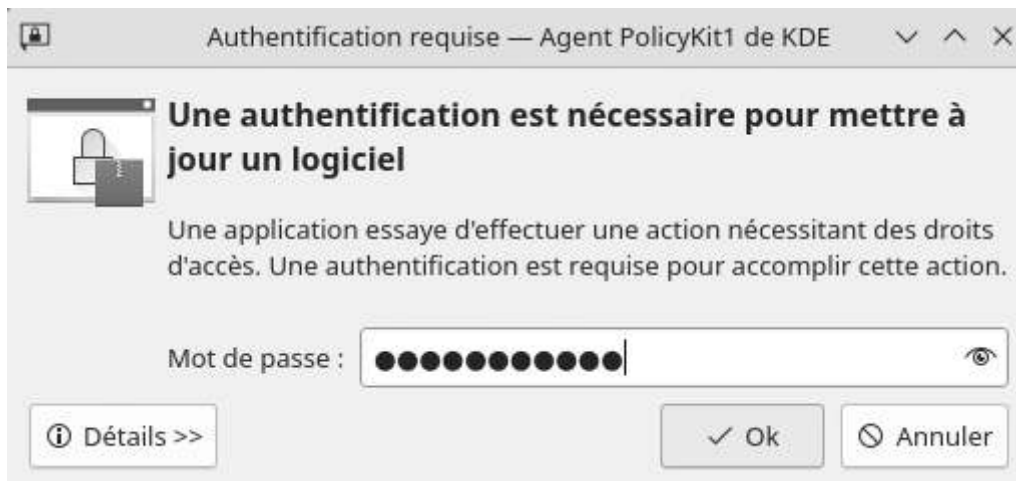 Authentification requise — Agent PolicyKit1 de KDE
Une authentification est nécessaire pour mettre à
jour un logiciel
Une application essaye d'effectuer une action nécessitant des droits
d'accès. Une authentification est requise pour accomplir cette action.
Mot de passe : ●●●●●●●●●●●
Détails >>
Ok
Annuler